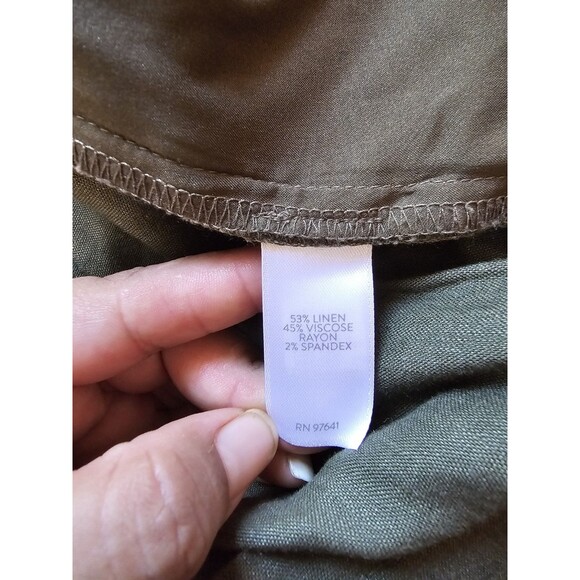 53% LINEN
45% VISCOSE
RAYON
2% SPANDEX
RN 97641